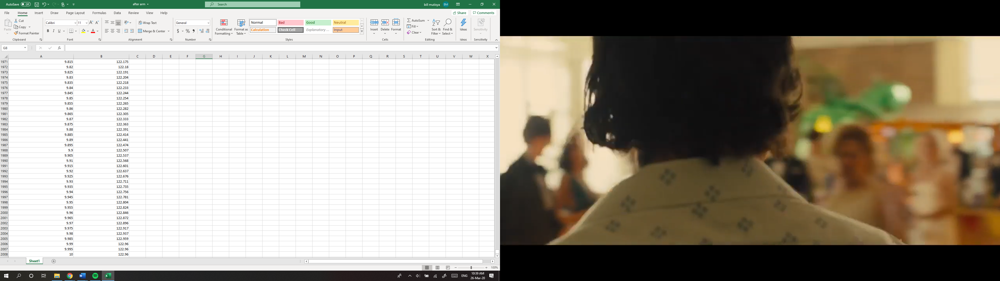 AutoSave Off after arm Search bill mutisya BM
File Home Insert Draw Page Layout Formulas Data Review View Help Share Comments
Paste Cut Copy Format Painter Clipboard
Calibri 11 A A B I U A Font
Wrap Text Merge & Center Alignment
General $ % Number
Conditional Formatting Format as Table Normal Bad Good Neutral Calculation Check Cell Explanatory ... Input Styles
Insert Delete Format Cells
AutoSum Fill Clear Sort & Filter Find & Select Editing
Ideas Ideas
Sensitivity Sensitivity
G8 fx
A B C D E F G H I J K L M N O P Q R S T U V W X
1971 9.815 122.175
1972 9.82 122.18
1973 9.825 122.191
1974 9.83 122.204
1975 9.835 122.218
1976 9.84 122.233
1977 9.845 122.244
1978 9.85 122.254
1979 9.855 122.265
1980 9.86 122.282
1981 9.865 122.305
1982 9.87 122.333
1983 9.875 122.363
1984 9.88 122.391
1985 9.885 122.414
1986 9.89 122.441
1987 9.895 122.474
1988 9.9 122.507
1989 9.905 122.537
1990 9.91 122.568
1991 9.915 122.601
1992 9.92 122.637
1993 9.925 122.676
1994 9.93 122.711
1995 9.935 122.735
1996 9.94 122.756
1997 9.945 122.781
1998 9.95 122.804
1999 9.955 122.824
2000 9.96 122.846
2001 9.965 122.872
2002 9.97 122.896
2003 9.975 122.917
2004 9.98 122.937
2005 9.985 122.959
2006 9.99 122.96
2007 9.995 122.96
2008 10 122.96
Sheet1
100%
ENG 10:39 AM
26-Mar-20